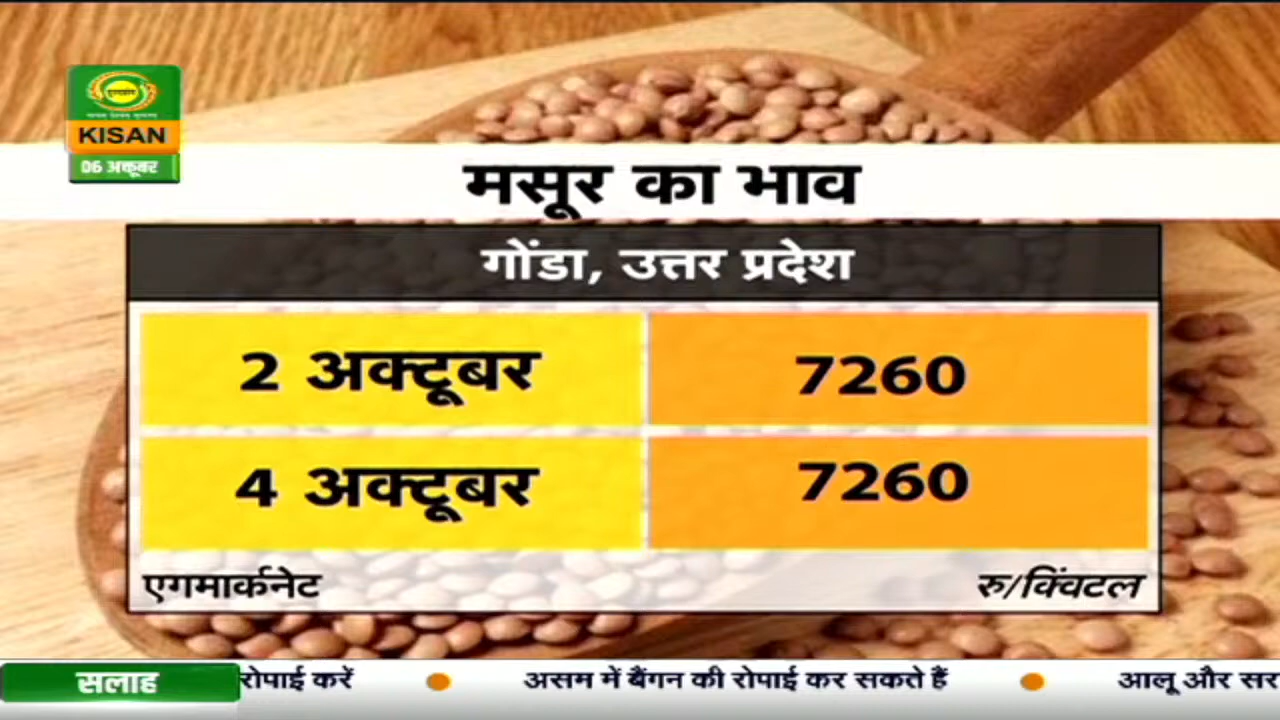 KISAN
06 अक्टूबर
मसूर का भाव
गोंडा, उत्तर प्रदेश
2 अक्टूबर 7260
4 अक्टूबर 7260
एगमार्कनेट रु/क्विंटल
सलाह रोपाई करें असम में बैंगन की रोपाई कर सकते हैं आलू और सर